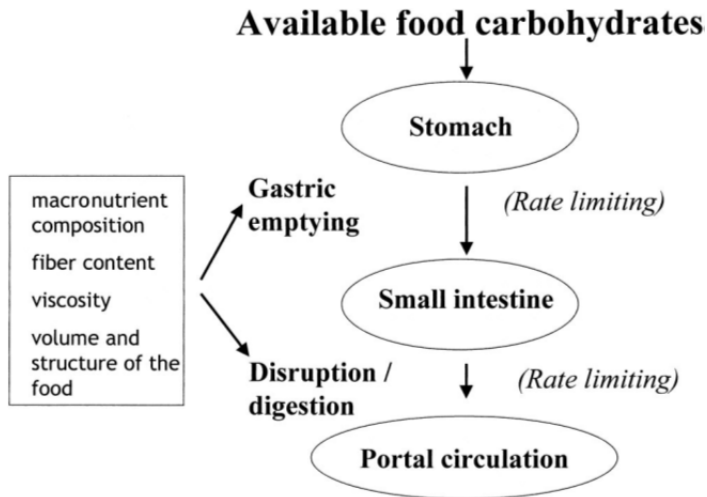 Available food carbohydrates
Stomach
macronutrient
composition
fiber content
viscosity
volume and
structure of the
food
Gastric
emptying
(Rate limiting)
Small intestine
Disruption /
digestion
(Rate limiting)
Portal circulation